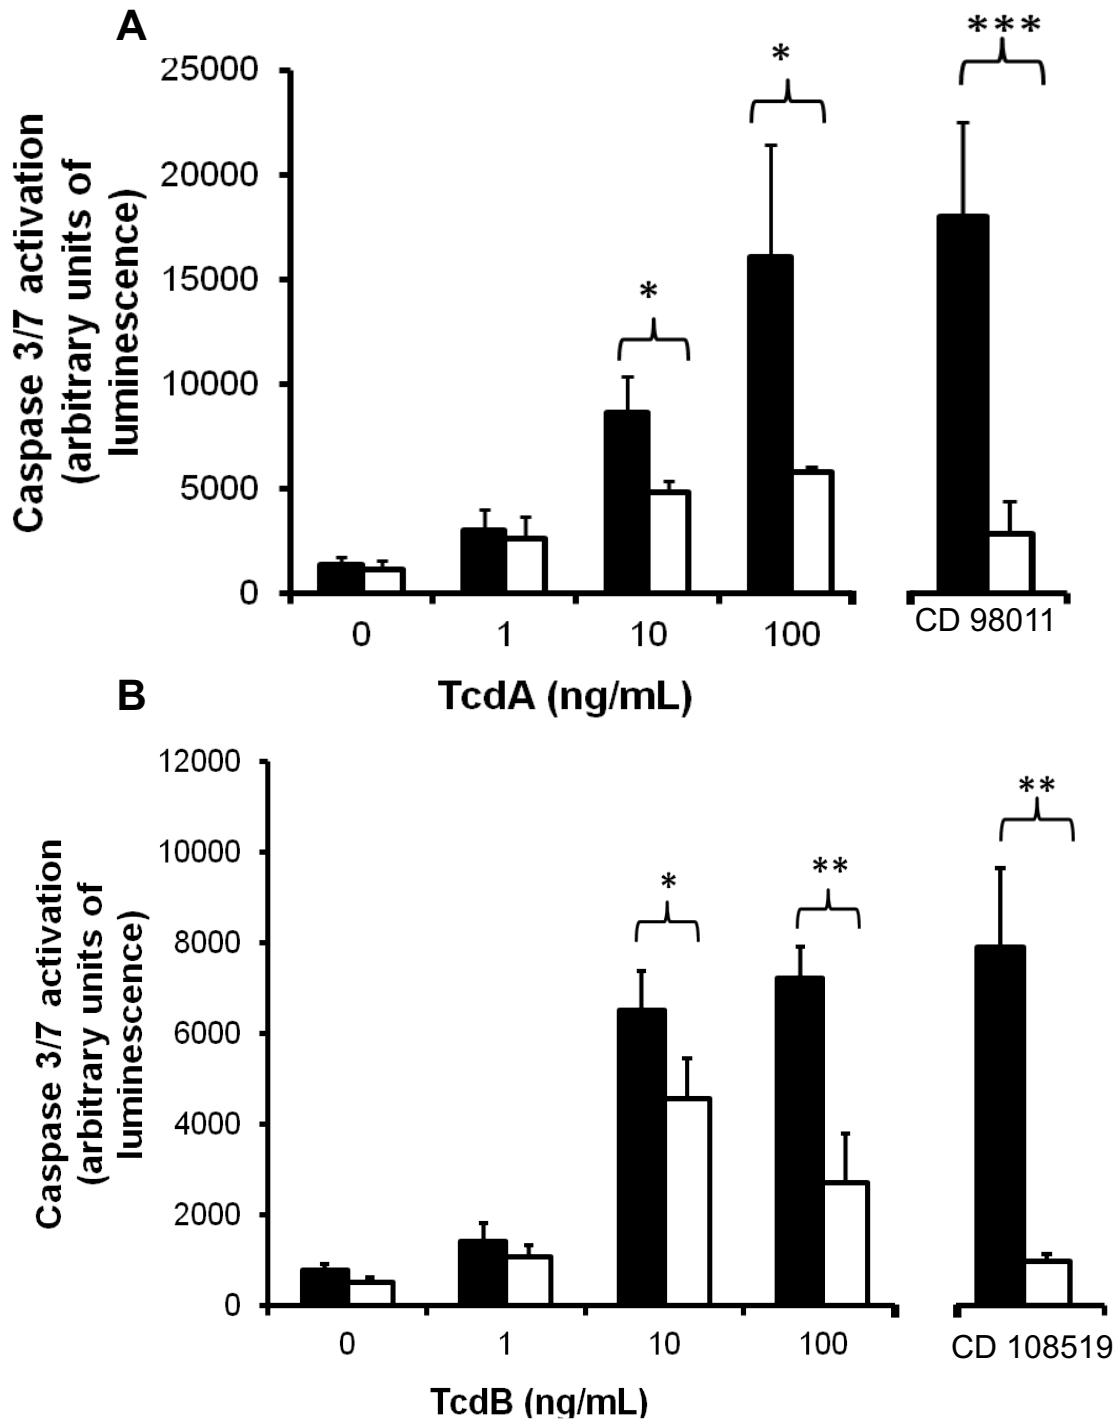 A
***
*
25000
20000
15000
*
10000
5000
0
Caspase 3/7 activation
(arbitrary units of
luminescence)
0 1 10 100
CD 98011
TcdA (ng/mL)
B
12000
**
10000
**
*
8000
6000
4000
2000
0
Caspase 3/7 activation
(arbitrary units of
luminescence)
0 1 10 100
CD 108519
TcdB (ng/mL)